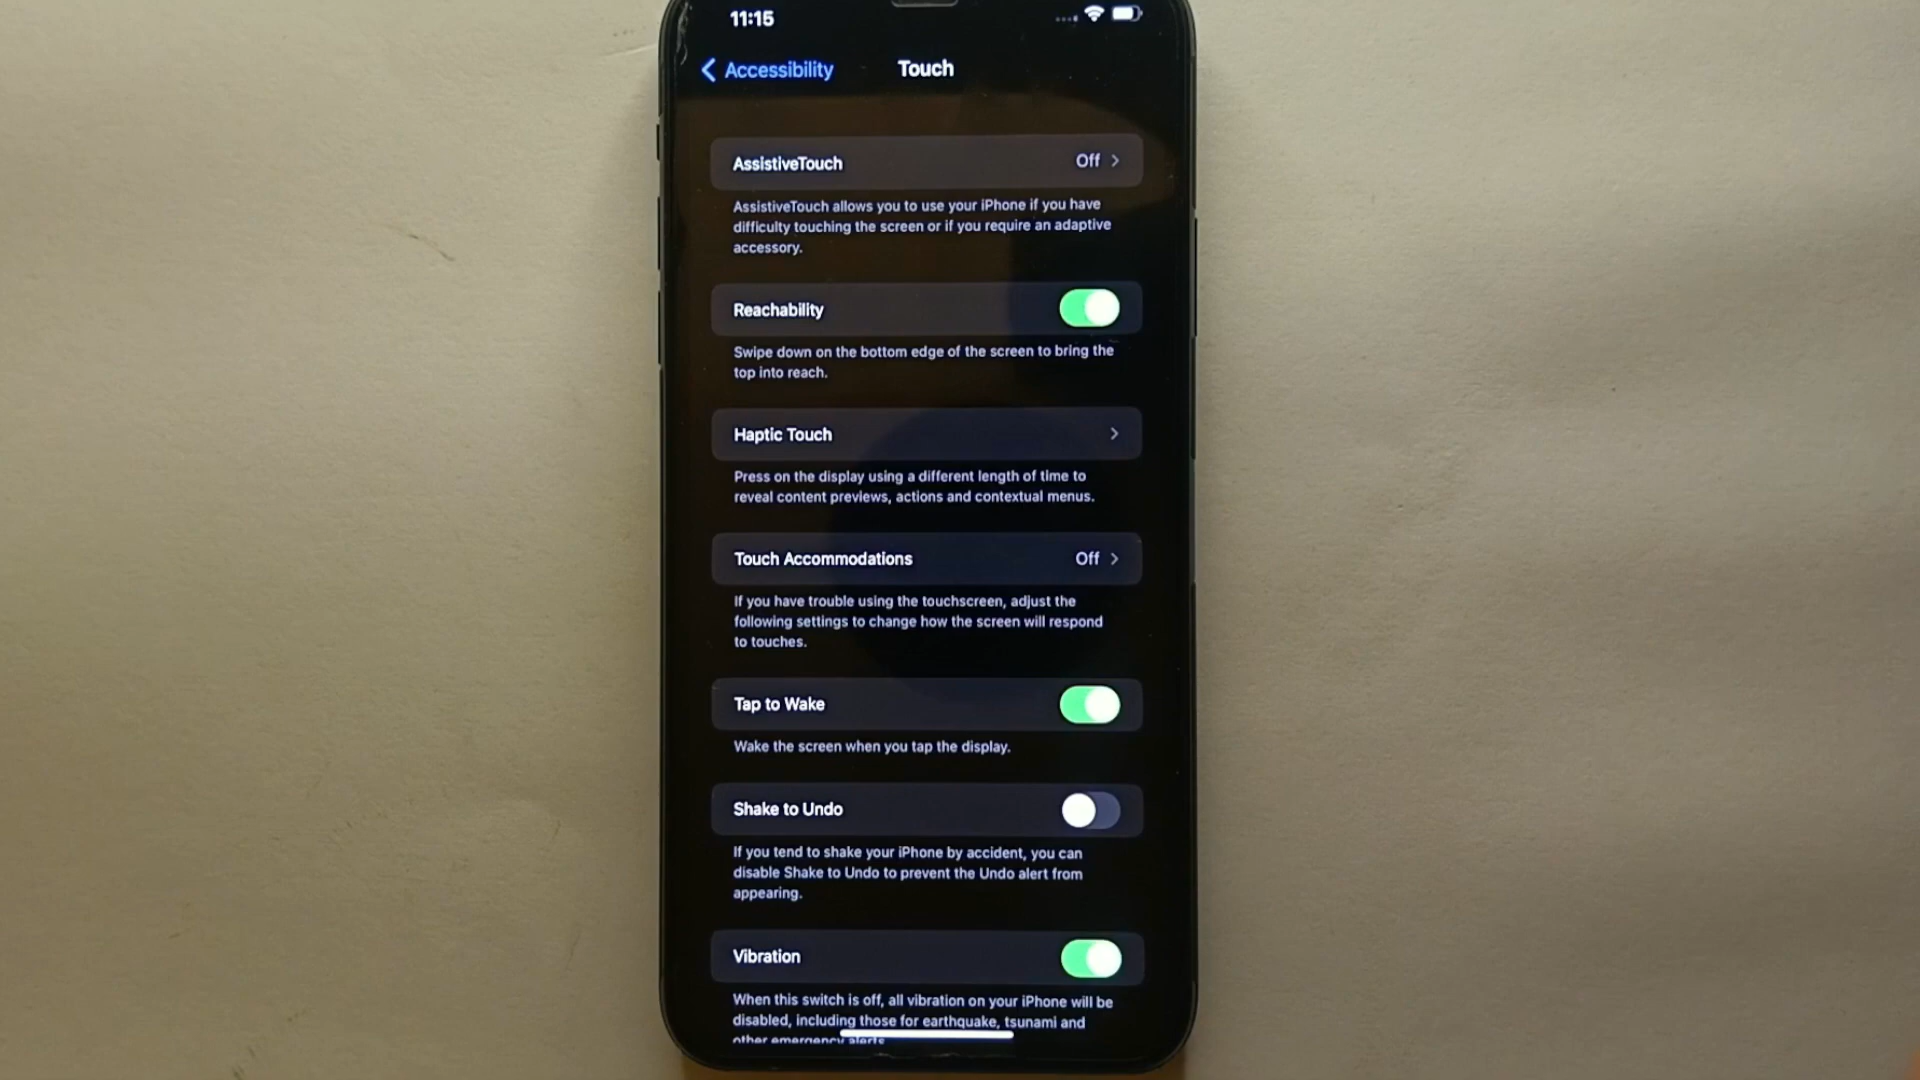 11:15
Accessibility Touch
AssistiveTouch Off
AssistiveTouch allows you to use your iPhone if you have
difficulty touching the screen or if you require an adaptive
accessory.
Reachability
Swipe down on the bottom edge of the screen to bring the
top into reach.
Haptic Touch
Press on the display using a different length of time to
reveal content previews, actions and contextual menus.
Touch Accommodations Off
If you have trouble using the touchscreen, adjust the
following settings to change how the screen will respond
to touches.
Tap to Wake
Wake the screen when you tap the display.
Shake to Undo
If you tend to shake your iPhone by accident, you can
disable Shake to Undo to prevent the Undo alert from
appearing.
Vibration
When this switch is off, all vibration on your iPhone will be
disabled, including those for earthquake, tsunami and
other emergency alerts